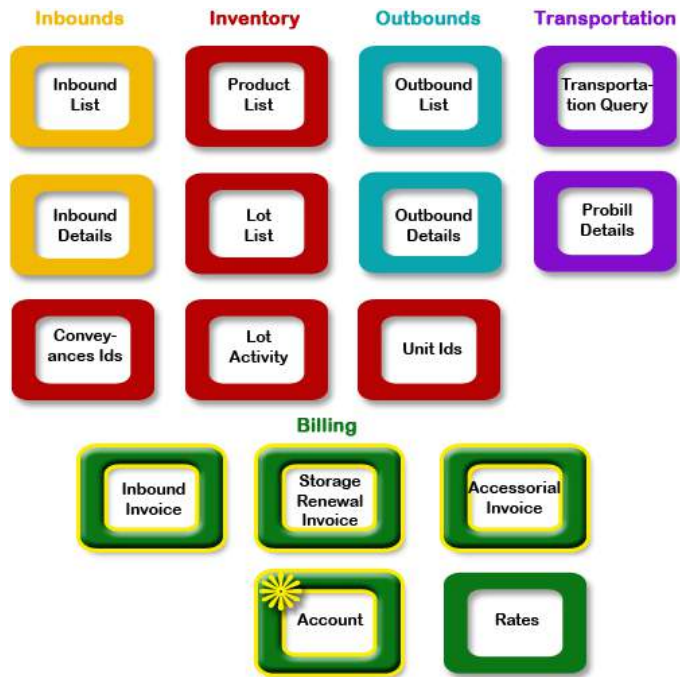 Inbounds Inventory Outbounds Transportation
Inbound
List
Product
List
Outbound
List
Transporta-
tion Query
Inbound
Details
Lot
List
Outbound
Details
Probill
Details
Convey-
ances Ids
Lot
Activity
Unit Ids
Billing
Inbound
Invoice
Storage
Renewal
Invoice
Accessorial
Invoice
Account
Rates